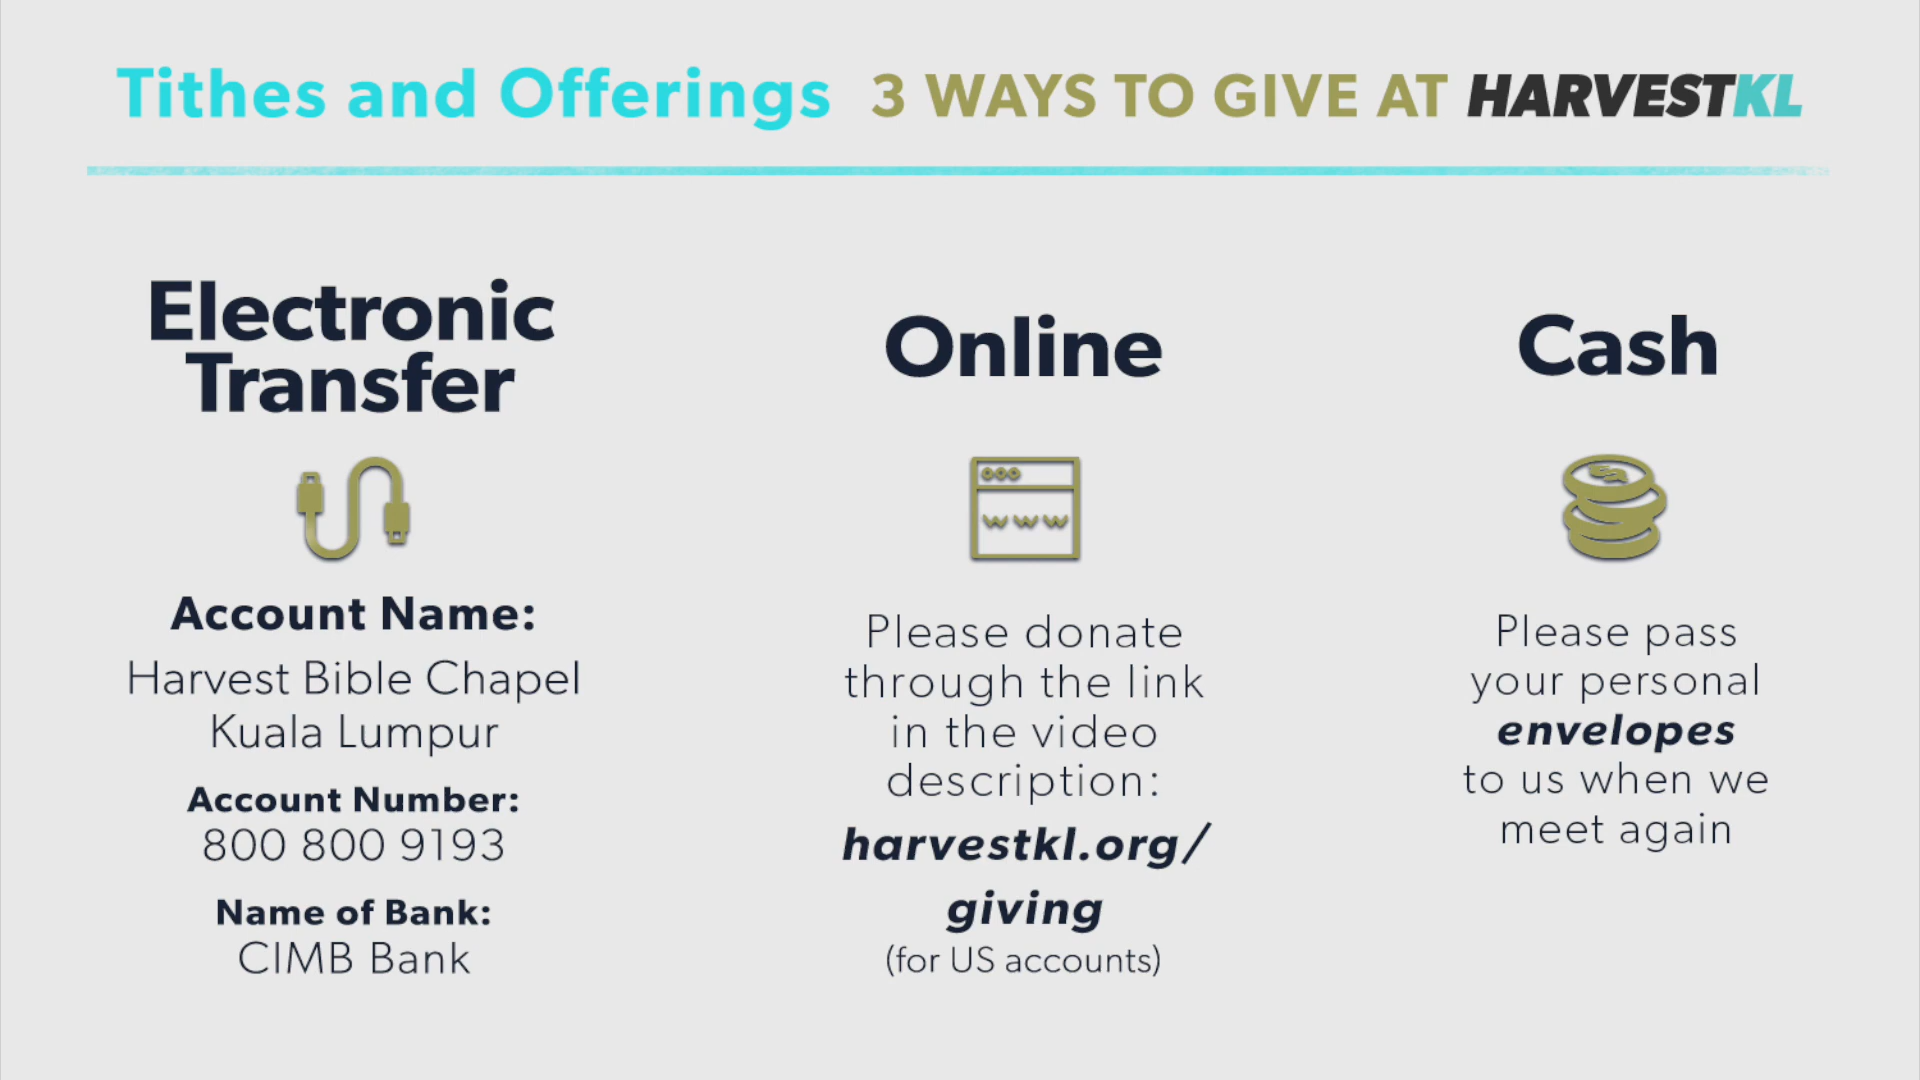 Tithes and Offerings 3 WAYS TO GIVE AT HARVESTKL
Electronic
Transfer
Account Name:
Harvest Bible Chapel
Kuala Lumpur
Account Number:
800 800 9193
Name of Bank:
CIMB Bank
Online
www
Please donate
through the link
in the video
description:
harvestkl.org/
giving
(for US accounts)
Cash
Please pass
your personal
envelopes
to us when we
meet again